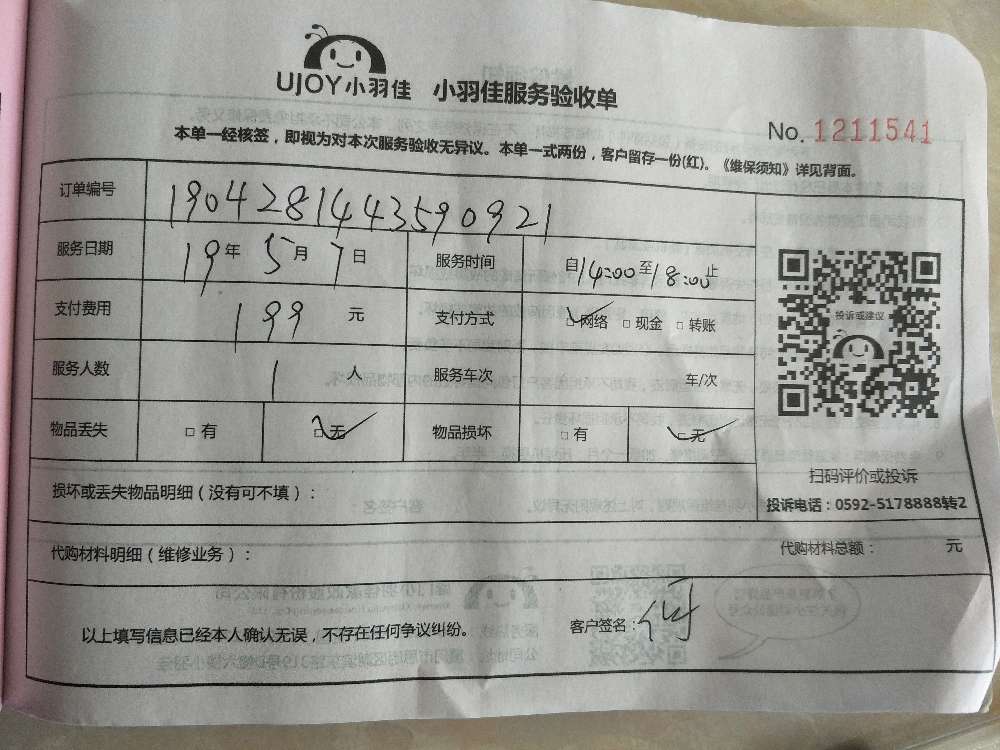 UJOY小羽佳 小羽佳服务验收单
No. 1211541
本单一经核签，即视为对本次服务验收无异议。本单一式两份，客户留存一份(红)。《维保须知》详见背面。
订单编号 1904281443590921
服务日期 19年5月7日 服务时间 自14:00至18:00止
支付费用 199 元 支付方式 □网络 □现金 □转账
服务人数 1 人 服务车次 车/次
物品丢失 □有 □无 物品损坏 □有 □无
投诉或建议
扫码评价或投诉
投诉电话：0592-5178888转2
损坏或丢失物品明细（没有可不填）：
代购材料明细（维修业务）： 代购材料总额： 元
以上填写信息已经本人确认无误，不存在任何争议纠纷。 客户签名：